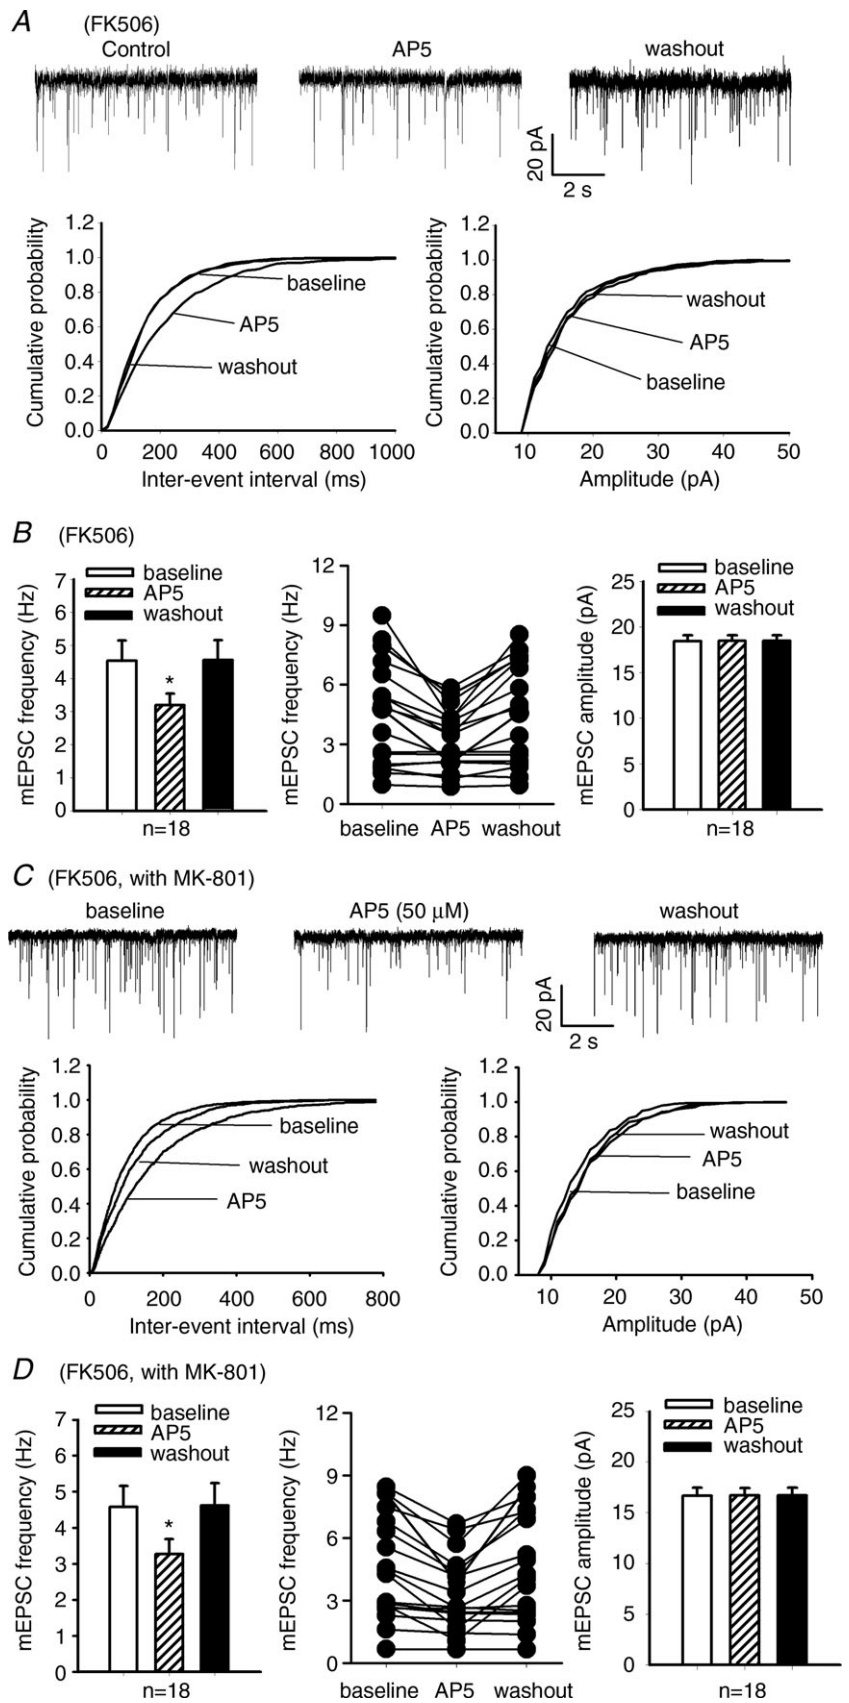 A (FK506)
Control AP5 washout
20 pA
2 s
Cumulative probability
1.2
1.0
0.8
0.6
0.4
0.2
0.0
baseline
AP5
washout
0 200 400 600 800 1000
Inter-event interval (ms)
Cumulative probability
1.2
1.0
0.8
0.6
0.4
0.2
0.0
washout
AP5
baseline
10 20 30 40 50
Amplitude (pA)
B (FK506)
mEPSC frequency (Hz)
7
6
5
4
3
2
1
0
baseline
AP5
washout
*
n=18
mEPSC frequency (Hz)
12
9
6
3
0
baseline AP5 washout
mEPSC amplitude (pA)
25
20
15
10
5
0
baseline
AP5
washout
n=18
C (FK506, with MK-801)
baseline AP5 (50 μM) washout
20 pA
2 s
Cumulative probability
1.2
1.0
0.8
0.6
0.4
0.2
0.0
baseline
washout
AP5
0 200 400 600 800
Inter-event interval (ms)
Cumulative probability
1.2
1.0
0.8
0.6
0.4
0.2
0.0
washout
AP5
baseline
10 20 30 40 50
Amplitude (pA)
D (FK506, with MK-801)
mEPSC frequency (Hz)
7
6
5
4
3
2
1
0
baseline
AP5
washout
*
n=18
mEPSC frequency (Hz)
12
9
6
3
0
baseline AP5 washout
mEPSC amplitude (pA)
25
20
15
10
5
0
baseline
AP5
washout
n=18